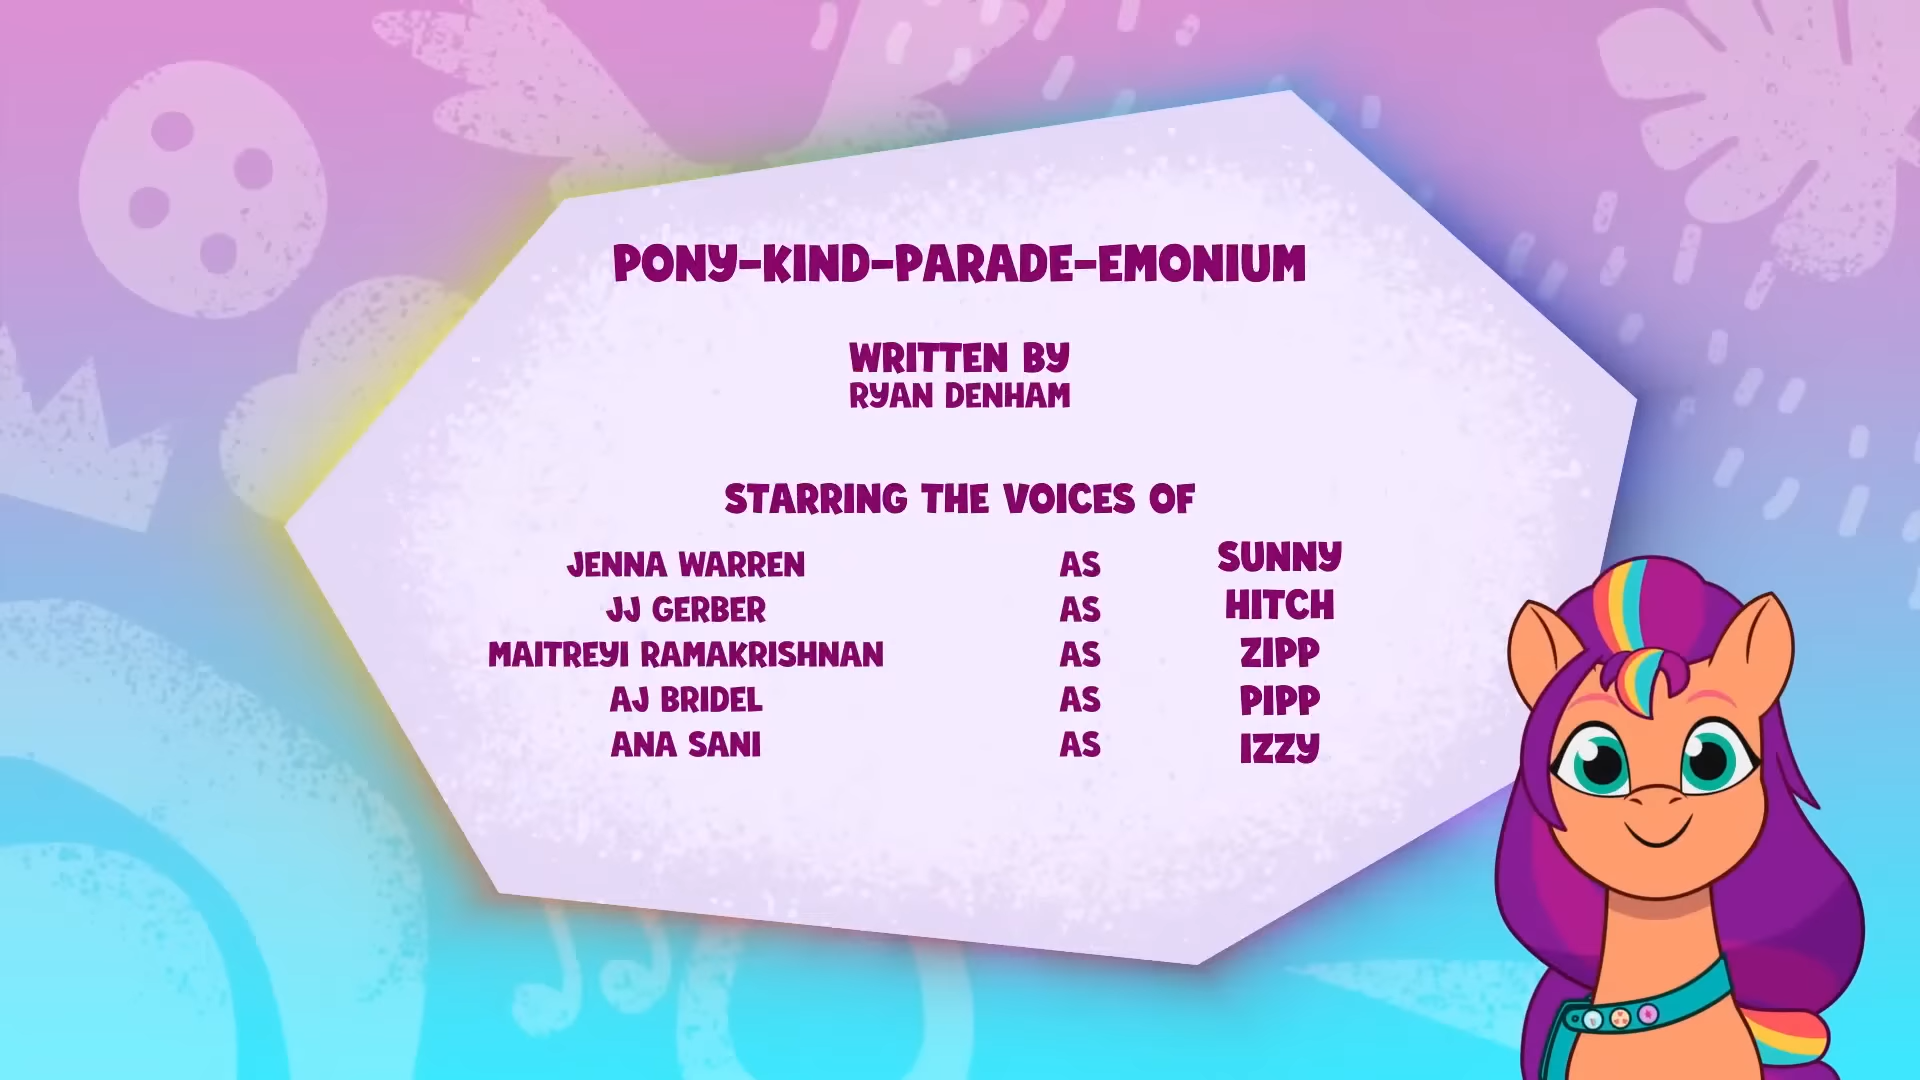 PONY-KIND-PARADE-EMONIUM
WRITTEN BY
RYAN DENHAM
STARRING THE VOICES OF
JENNA WARREN AS SUNNY
JJ GERBER AS HITCH
MAITREYI RAMAKRISHNAN AS ZIPP
AJ BRIDEL AS PIPP
ANA SANI AS IZZY